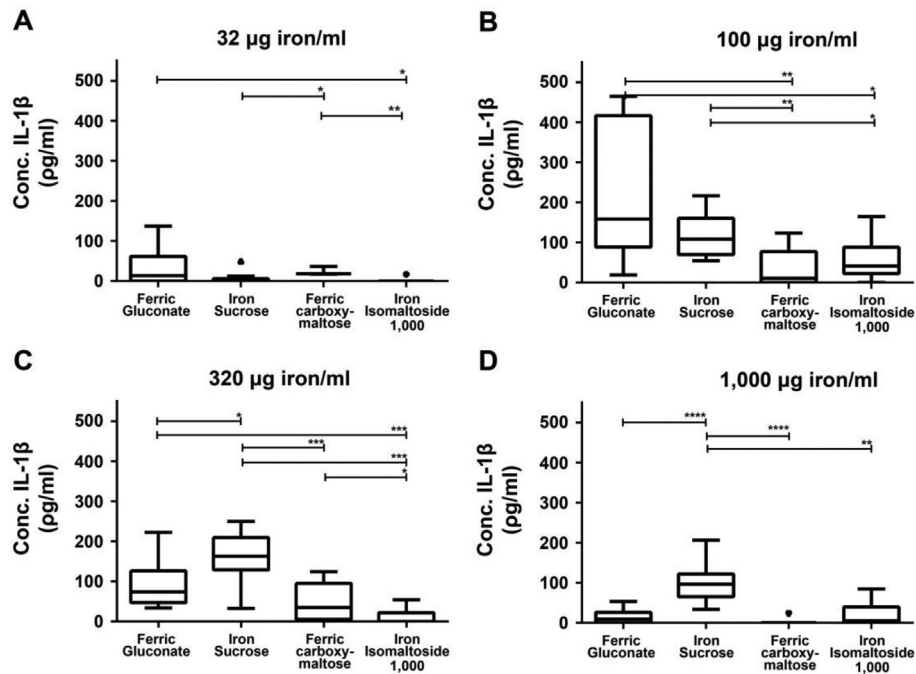 A
32 µg iron/ml
Conc. IL-1β
(ρg/ml)
500
400
300
200
100
0
*
*
**
Ferric
Gluconate
Iron
Sucrose
Ferric
carboxy-
maltose
Iron
Isomaltoside
1,000
B
100 µg iron/ml
Conc. IL-1β
(ρg/ml)
500
400
300
200
100
0
**
*
**
*
Ferric
Gluconate
Iron
Sucrose
Ferric
carboxy-
maltose
Iron
Isomaltoside
1,000
C
320 µg iron/ml
Conc. IL-1β
(ρg/ml)
500
400
300
200
100
0
*
***
***
***
*
Ferric
Gluconate
Iron
Sucrose
Ferric
carboxy-
maltose
Iron
Isomaltoside
1,000
D
1,000 µg iron/ml
Conc. IL-1β
(ρg/ml)
500
400
300
200
100
0
****
****
**
Ferric
Gluconate
Iron
Sucrose
Ferric
carboxy-
maltose
Iron
Isomaltoside
1,000